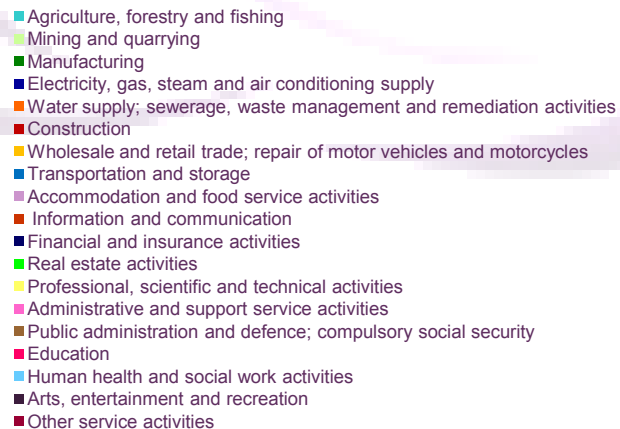 Agriculture, forestry and fishing
Mining and quarrying
Manufacturing
Electricity, gas, steam and air conditioning supply
Water supply; sewerage, waste management and remediation activities
Construction
Wholesale and retail trade; repair of motor vehicles and motorcycles
Transportation and storage
Accommodation and food service activities
Information and communication
Financial and insurance activities
Real estate activities
Professional, scientific and technical activities
Administrative and support service activities
Public administration and defence; compulsory social security
Education
Human health and social work activities
Arts, entertainment and recreation
Other service activities